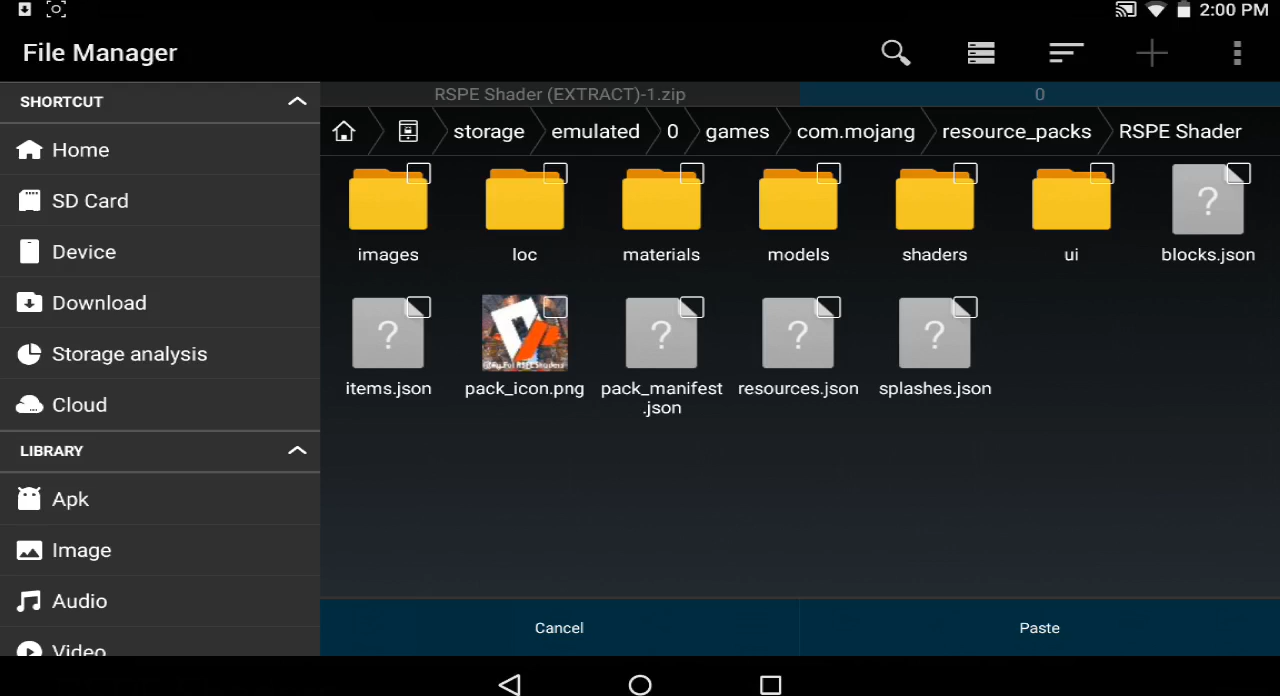 2:00 PM
File Manager
SHORTCUT
Home
SD Card
Device
Download
Storage analysis
Cloud
LIBRARY
Apk
Image
Audio
Video
RSPE Shader (EXTRACT)-1.zip
0
storage
emulated
0
games
com.mojang
resource_packs
RSPE Shader
images
loc
materials
models
shaders
ui
?
blocks.json
?
items.json
pack_icon.png
?
pack_manifest
.json
?
resources.json
?
splashes.json
Cancel
Paste